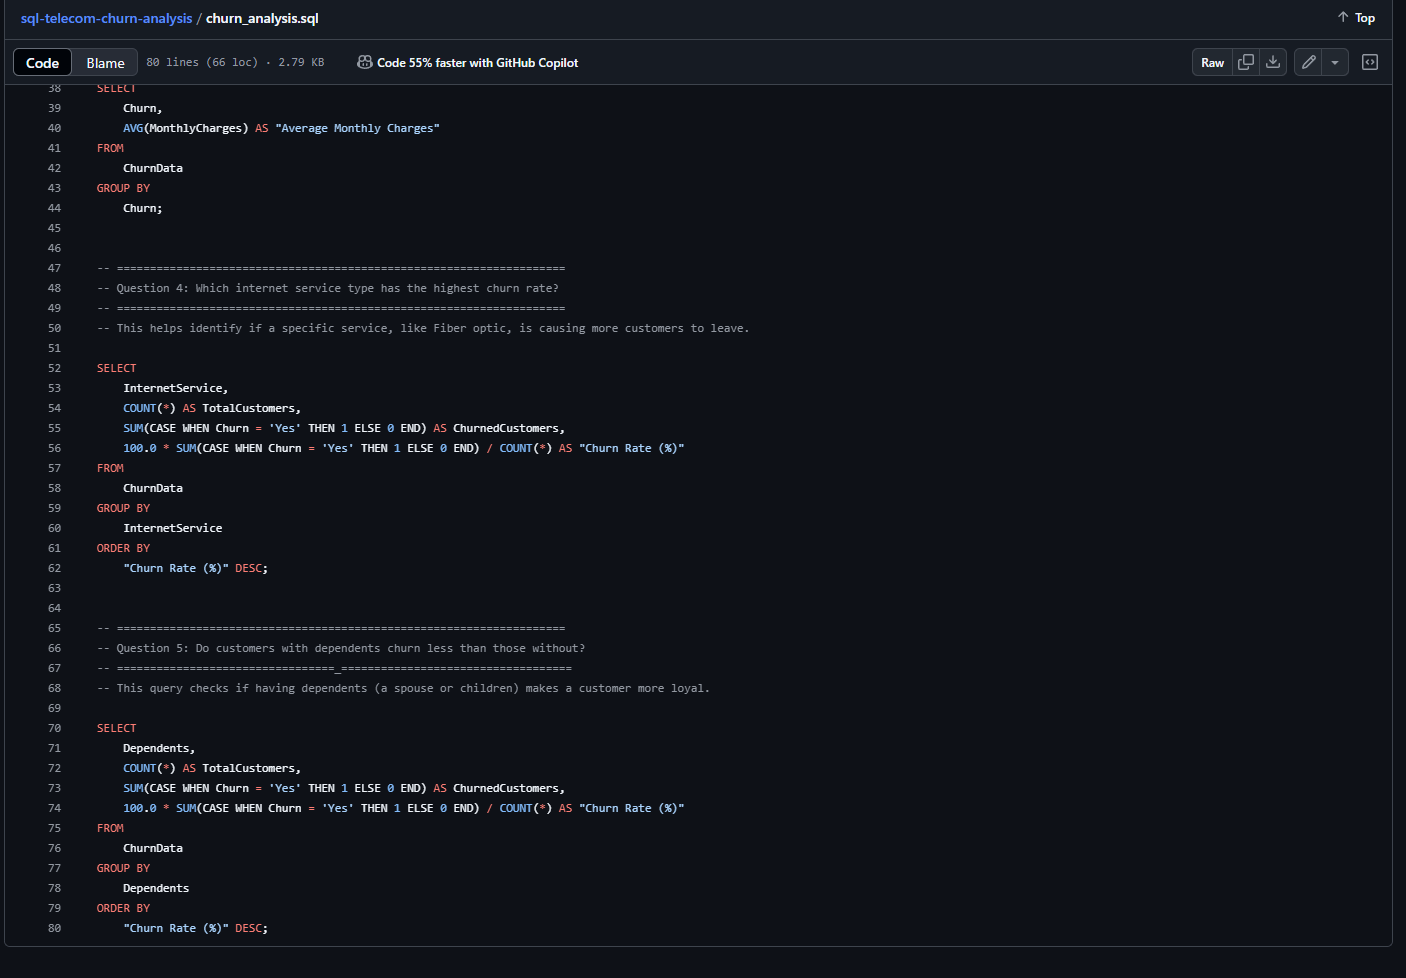 sql-telecom-churn-analysis / churn_analysis.sql
Top
Code Blame 80 lines (66 loc) · 2.79 KB Code 55% faster with GitHub Copilot Raw
38 SELECT
39 Churn,
40 AVG(MonthlyCharges) AS "Average Monthly Charges"
41 FROM
42 ChurnData
43 GROUP BY
44 Churn;
45
46
47 -- ====================================================================
48 -- Question 4: Which internet service type has the highest churn rate?
49 -- ====================================================================
50 -- This helps identify if a specific service, like Fiber optic, is causing more customers to leave.
51
52 SELECT
53 InternetService,
54 COUNT(*) AS TotalCustomers,
55 SUM(CASE WHEN Churn = 'Yes' THEN 1 ELSE 0 END) AS ChurnedCustomers,
56 100.0 * SUM(CASE WHEN Churn = 'Yes' THEN 1 ELSE 0 END) / COUNT(*) AS "Churn Rate (%)"
57 FROM
58 ChurnData
59 GROUP BY
60 InternetService
61 ORDER BY
62 "Churn Rate (%)" DESC;
63
64
65 -- ====================================================================
66 -- Question 5: Do customers with dependents churn less than those without?
67 -- =================================_===================================
68 -- This query checks if having dependents (a spouse or children) makes a customer more loyal.
69
70 SELECT
71 Dependents,
72 COUNT(*) AS TotalCustomers,
73 SUM(CASE WHEN Churn = 'Yes' THEN 1 ELSE 0 END) AS ChurnedCustomers,
74 100.0 * SUM(CASE WHEN Churn = 'Yes' THEN 1 ELSE 0 END) / COUNT(*) AS "Churn Rate (%)"
75 FROM
76 ChurnData
77 GROUP BY
78 Dependents
79 ORDER BY
80 "Churn Rate (%)" DESC;